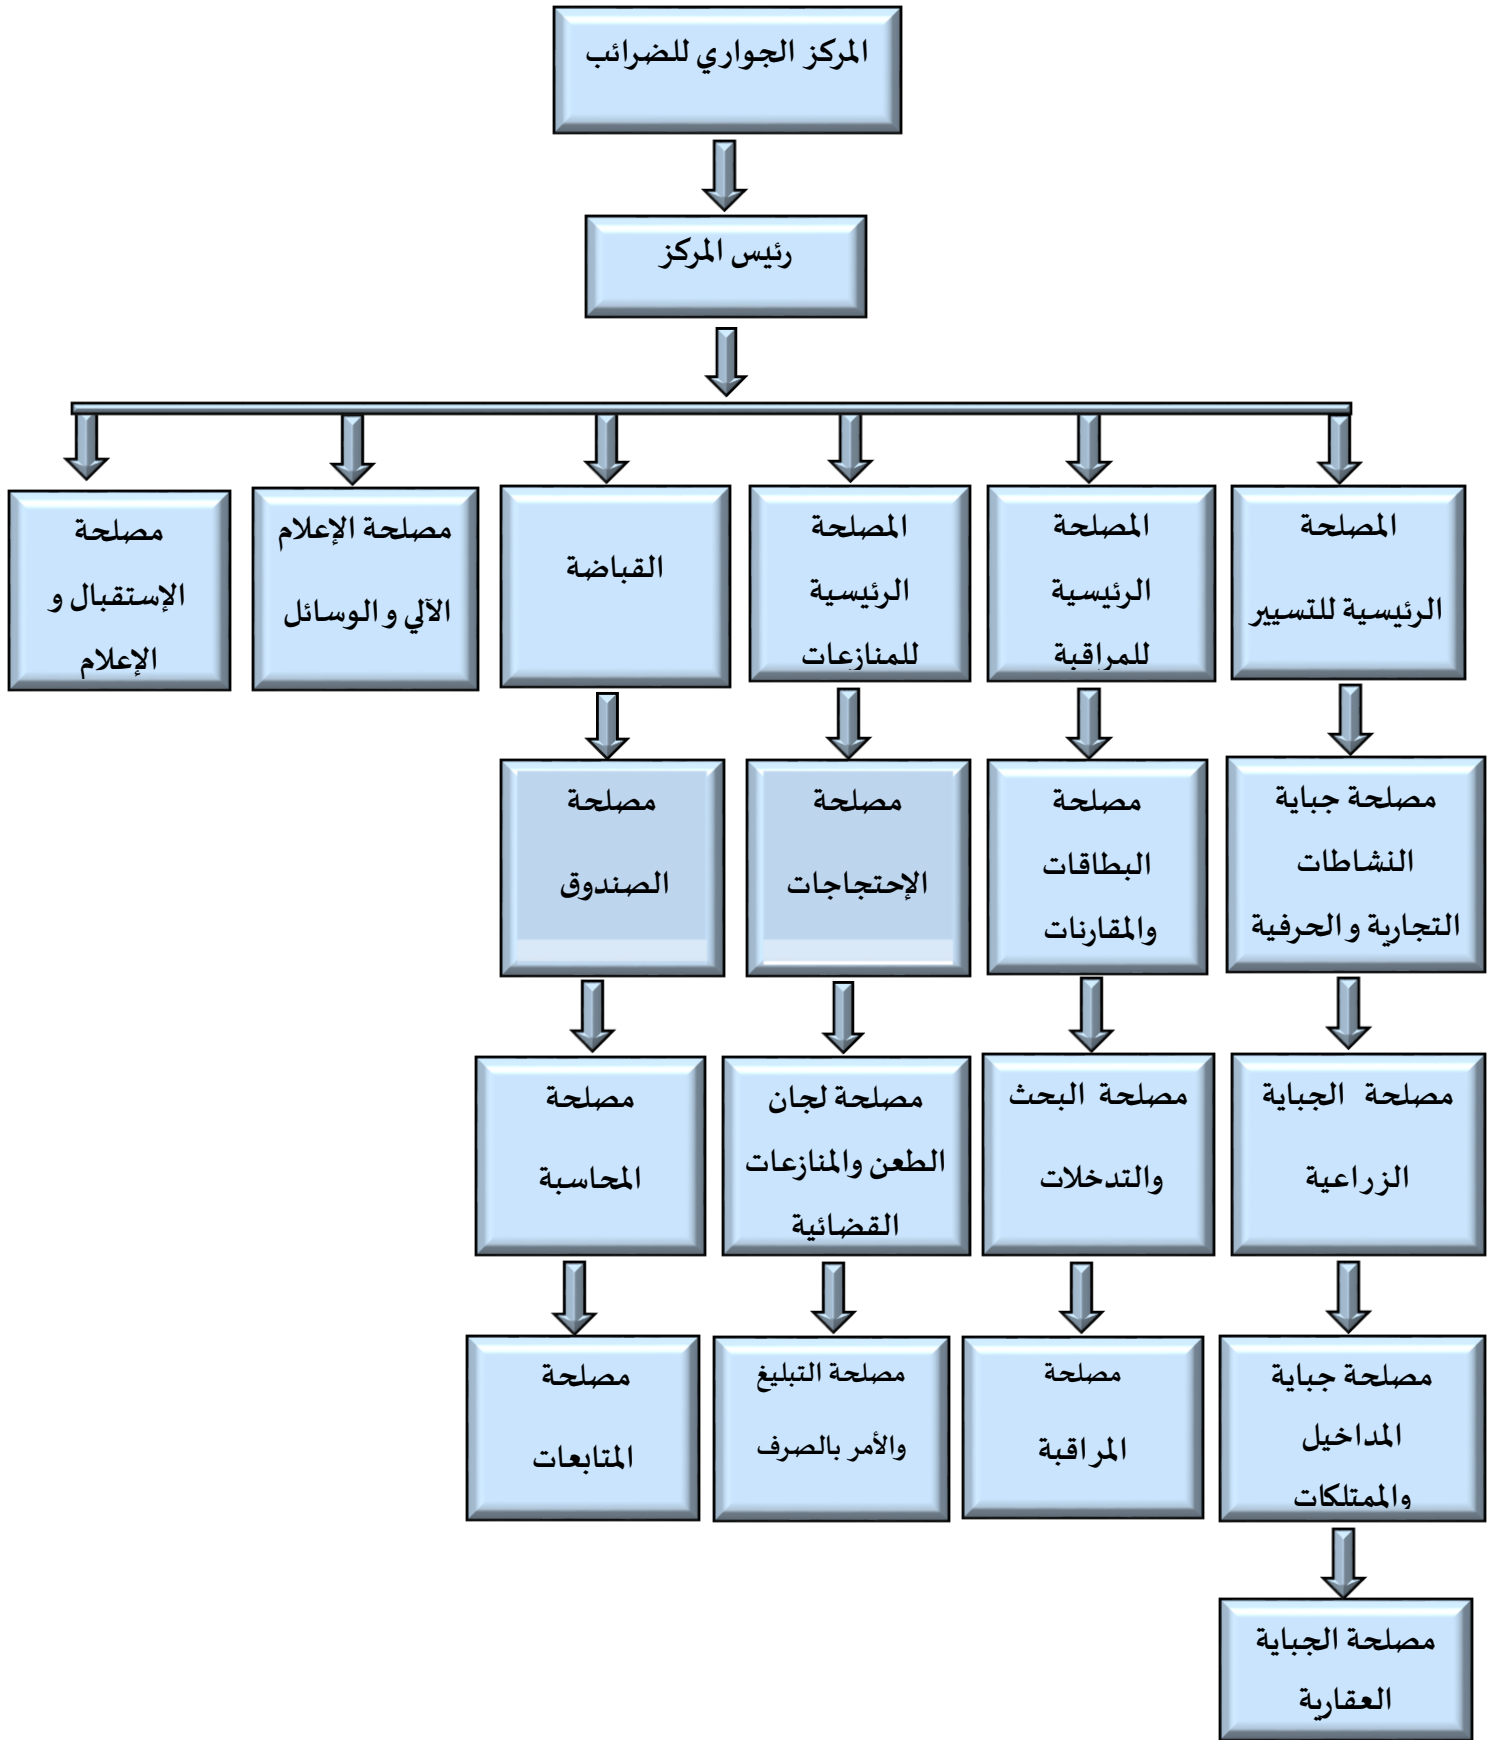 المركز الجواري للضرائب
رئيس المركز
المصلحة
الرئيسية للتسيير
المصلحة
الرئيسية
للمراقبة
المصلحة
الرئيسية
للمنازعات
القباضة
مصلحة الإعلام
الآلي و الوسائل
مصلحة
الإستقبال و
الإعلام
مصلحة جباية
النشاطات
التجارية و الحرفية
مصلحة
البطاقات
والمقارنات
مصلحة
الإحتجاجات
مصلحة
الصندوق
مصلحة الجباية
الزراعية
مصلحة البحث
والتدخلات
مصلحة لجان
الطعن والمنازعات
القضائية
مصلحة
المحاسبة
مصلحة جباية
المداخيل
والممتلكات
مصلحة
المراقبة
مصلحة التبليغ
والأمر بالصرف
مصلحة
المتابعات
مصلحة الجباية
العقارية